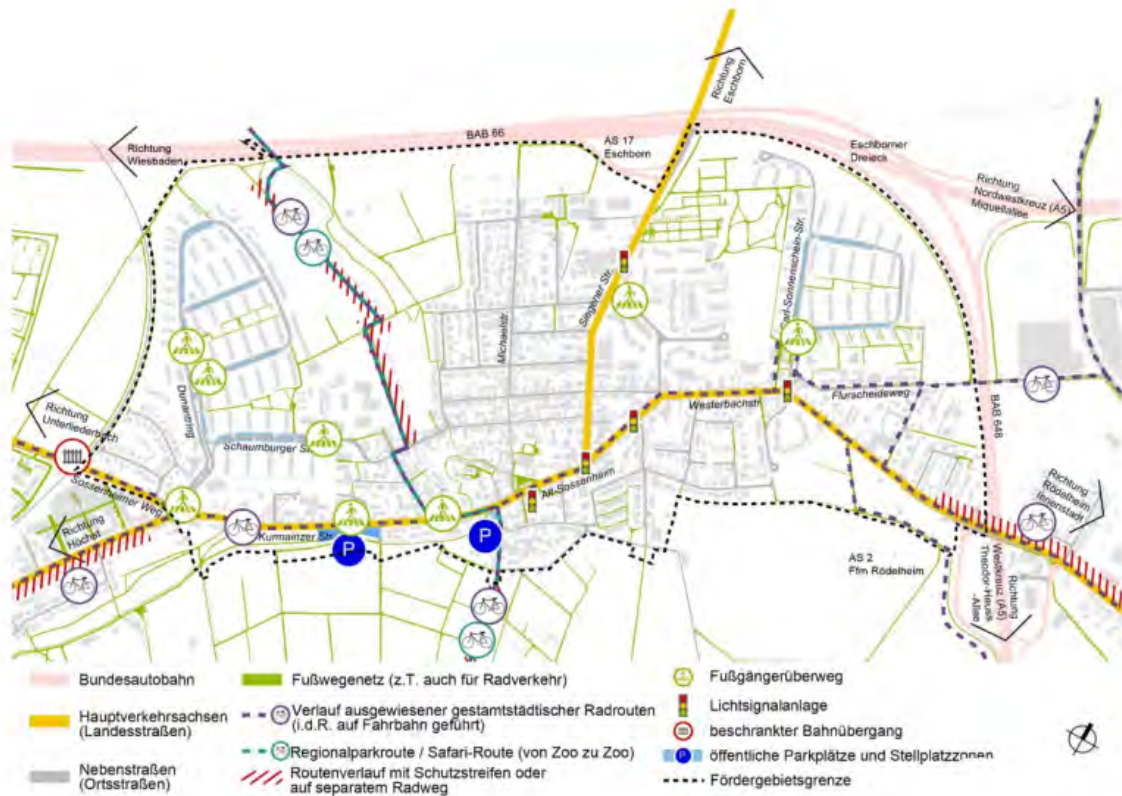 Richtung
Eschborn
BAB 66
AS 17
Eschborn
Richtung
Wiesbaden
Eschborner
Dreieck
Richtung
Nordwestkreuz (A5)
Miquelallee
Siegener Str.
Carl-Sonnenschein-Str.
Michaelstr.
Dunantring
Westerbachstr.
Flurscheideweg
BAB 648
Richtung
Unterliederbach
Schaumburger Str.
Sossenheimer Weg
Alt-Sossenheim
Richtung
Rödelheim
Innenstadt
Richtung
Höchst
Kurmainzer Str.
P
P
AS 2
Ffm Rödelheim
Richtung
Westkreuz (A5)
Theodor-Heuss
-Allee
Bundesautobahn
Hauptverkehrsachsen
(Landesstraßen)
Nebenstraßen
(Ortsstraßen)
Fußwegenetz (z.T. auch für Radverkehr)
Verlauf ausgewiesener gestamtstädtischer Radrouten
(i.d.R. auf Fahrbahn geführt)
Regionalparkroute / Safari-Route (von Zoo zu Zoo)
Routenverlauf mit Schutzstreifen oder
auf separatem Radweg
Fußgängerüberweg
Lichtsignalanlage
beschrankter Bahnübergang
P
öffentliche Parkplätze und Stellplatzzonen
Fördergebietsgrenze